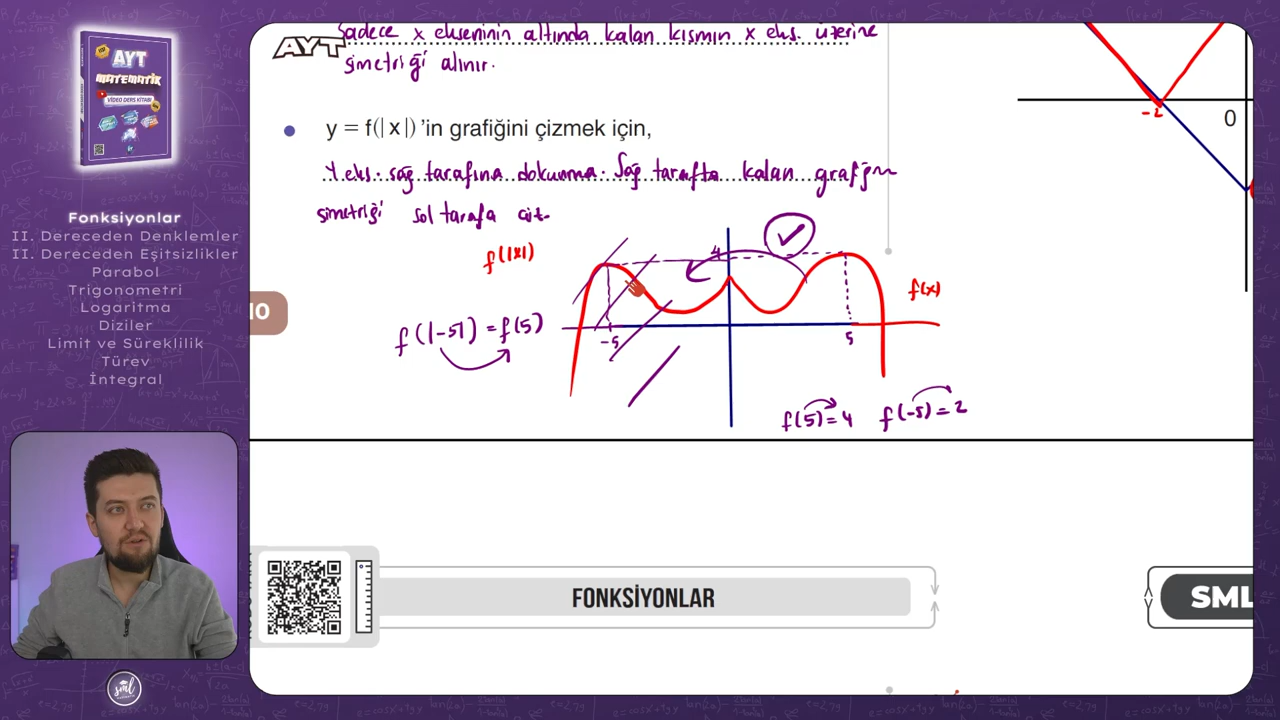 AYT
MATEMATİK
VİDEO DERS KİTABI
Fonksiyonlar
II. Dereceden Denklemler
II. Dereceden Eşitsizlikler
Parabol
Trigonometri
Logaritma
Diziler
Limit ve Süreklilik
Türev
İntegral
sml
AYT
Sadece x ekseninin altında kalan kısmın x eks. üzerine
simetriği alınır.
y = f(|x|) 'in grafiğini çizmek için,
Y. eks. sağ tarafına dokunma. Sağ tarafta kalan grafiğin
simetriği sol tarafa çiz.
f(|x|)
4
f(x)
f(|-5|) = f(5)
-5
5
f(5)=4 f(-5)=2
10
-2
0
FONKSİYONLAR
SML